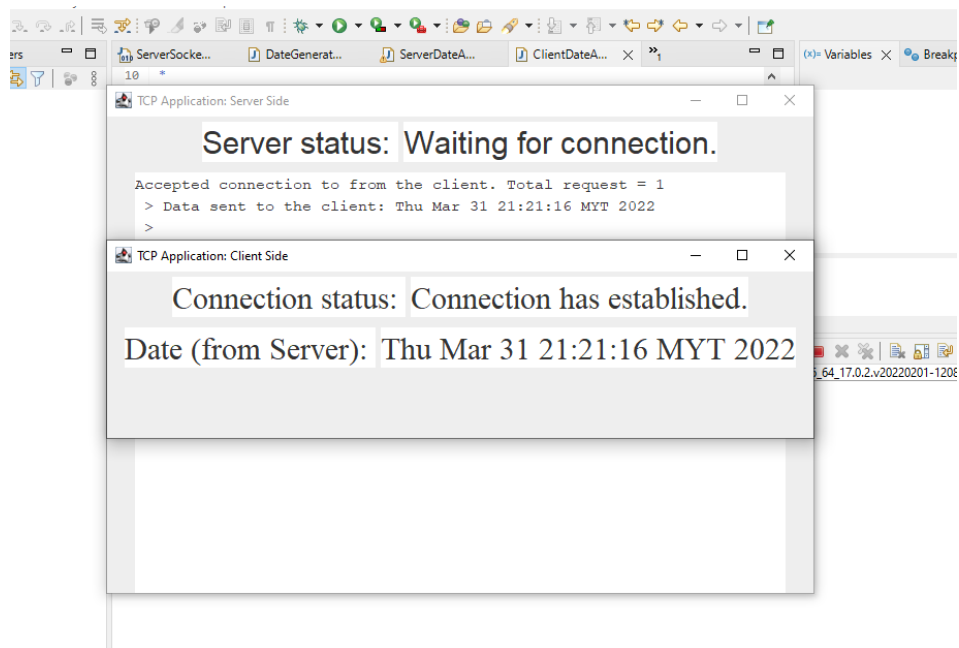 ers
ServerSocke...
DateGenerat...
ServerDateA...
ClientDateA...
1
(x)= Variables
Breakp
10 *
TCP Application: Server Side
Server status: Waiting for connection.
Accepted connection to from the client. Total request = 1
> Data sent to the client: Thu Mar 31 21:21:16 MYT 2022
>
TCP Application: Client Side
Connection status: Connection has established.
Date (from Server): Thu Mar 31 21:21:16 MYT 2022
_64_17.0.2.v20220201-1208